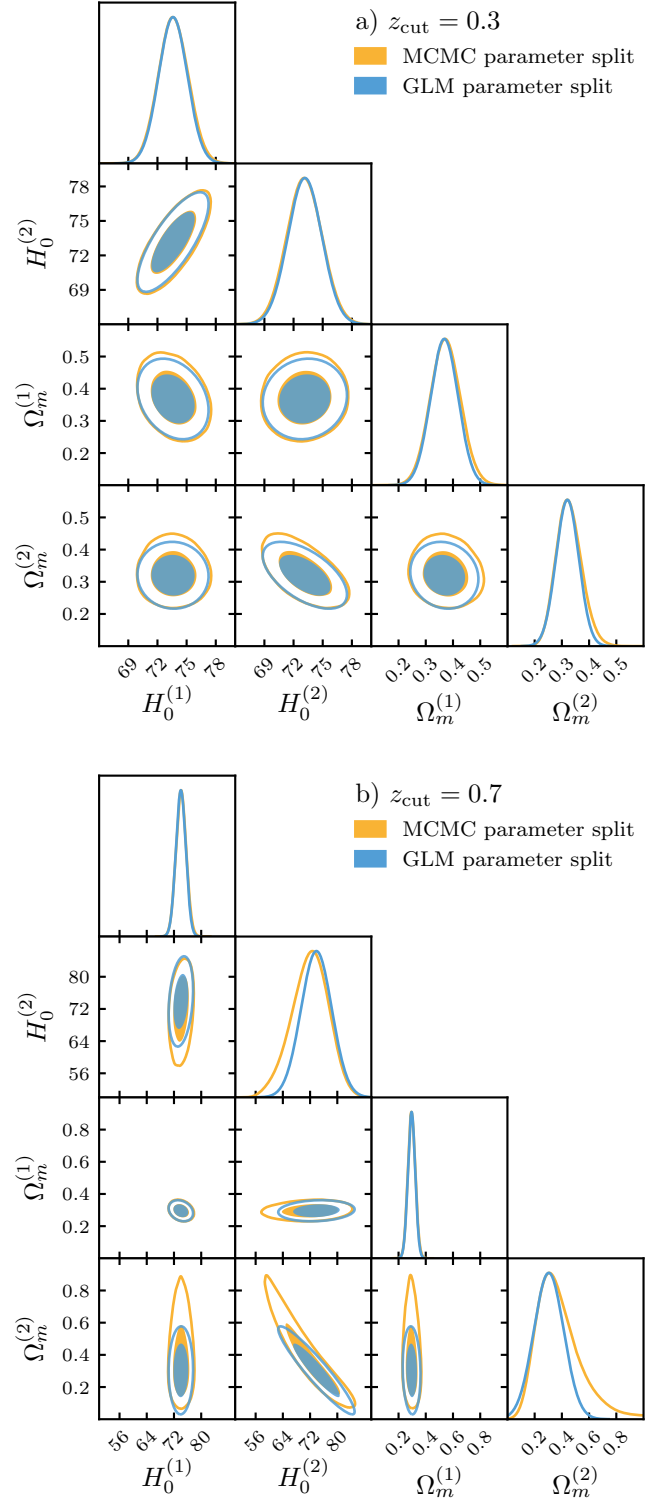 a) z_cut = 0.3
MCMC parameter split
GLM parameter split
78
75
72
69
H_0^(2)
0.5
0.4
0.3
0.2
Ω_m^(1)
0.5
0.4
0.3
0.2
Ω_m^(2)
69 72 75 78
69 72 75 78
0.2 0.3 0.4 0.5
0.2 0.3 0.4 0.5
H_0^(1) H_0^(2) Ω_m^(1) Ω_m^(2)
b) z_cut = 0.7
MCMC parameter split
GLM parameter split
80
72
64
56
H_0^(2)
0.8
0.6
0.4
0.2
Ω_m^(1)
0.8
0.6
0.4
0.2
Ω_m^(2)
56 64 72 80
56 64 72 80
0.2 0.4 0.6 0.8
0.2 0.4 0.6 0.8
H_0^(1) H_0^(2) Ω_m^(1) Ω_m^(2)